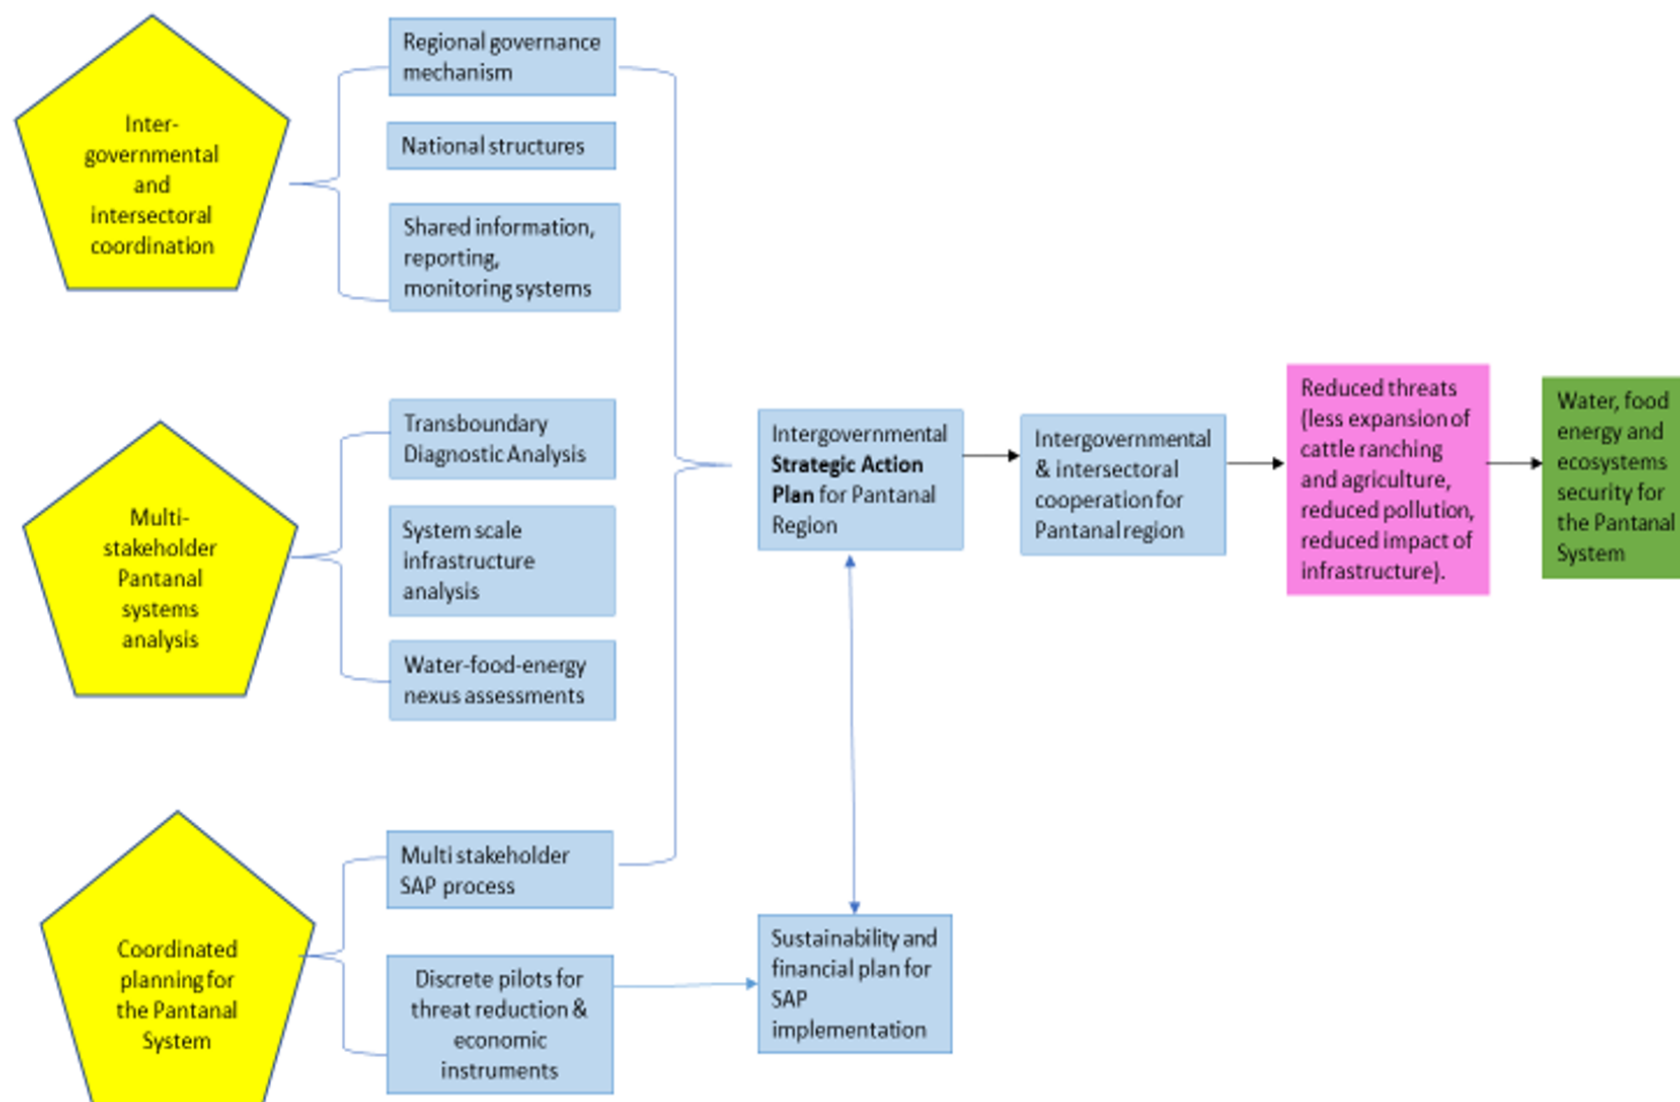 Inter-
governmental
and
intersectoral
coordination
Regional governance
mechanism
National structures
Shared information,
reporting,
monitoring systems
Multi-
stakeholder
Pantanal
systems
analysis
Transboundary
Diagnostic Analysis
System scale
infrastructure
analysis
Water-food-energy
nexus assessments
Coordinated
planning for
the Pantanal
System
Multi stakeholder
SAP process
Discrete pilots for
threat reduction &
economic
instruments
Intergovernmental
Strategic Action
Plan for Pantanal
Region
Sustainability and
financial plan for
SAP
implementation
Intergovernmental
& intersectoral
cooperation for
Pantanal region
Reduced threats
(less expansion of
cattle ranching
and agriculture,
reduced pollution,
reduced impact of
infrastructure).
Water, food
energy and
ecosystems
security for
the Pantanal
System